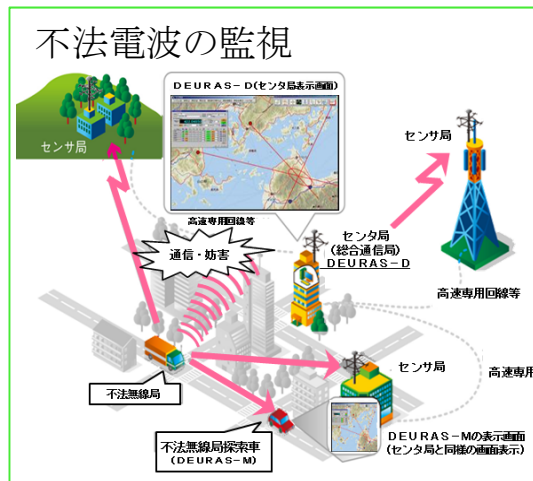 不法電波の監視
DEURAS-D(センタ局表示画面)
センサ局
センサ局
高速専用回線等
通信・妨害
センタ局
(総合通信局)
DEURAS-D
高速専用回線等
不法無線局
センサ局
高速専用
不法無線局探索車
(DEURAS-M)
DEURAS-Mの表示画面
(センタ局と同様の画面表示)